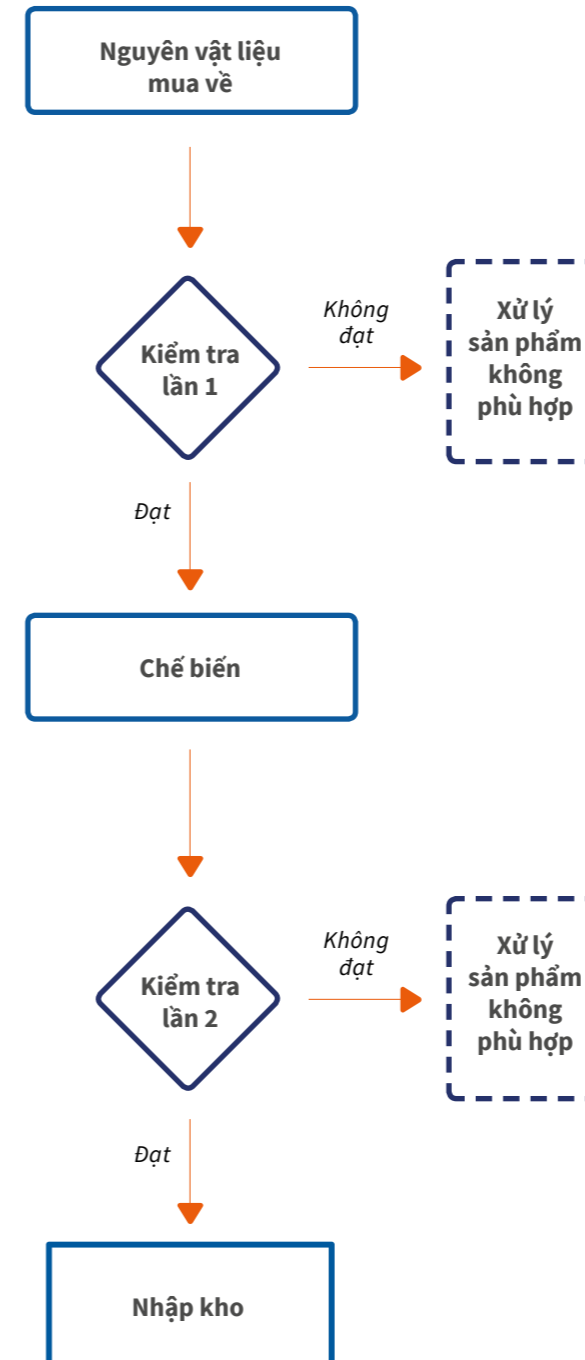 Nguyên vật liệu
mua về
Kiểm tra
lần 1
Không
đạt
Xử lý
sản phẩm
không
phù hợp
Đạt
Chế biến
Kiểm tra
lần 2
Không
đạt
Xử lý
sản phẩm
không
phù hợp
Đạt
Nhập kho